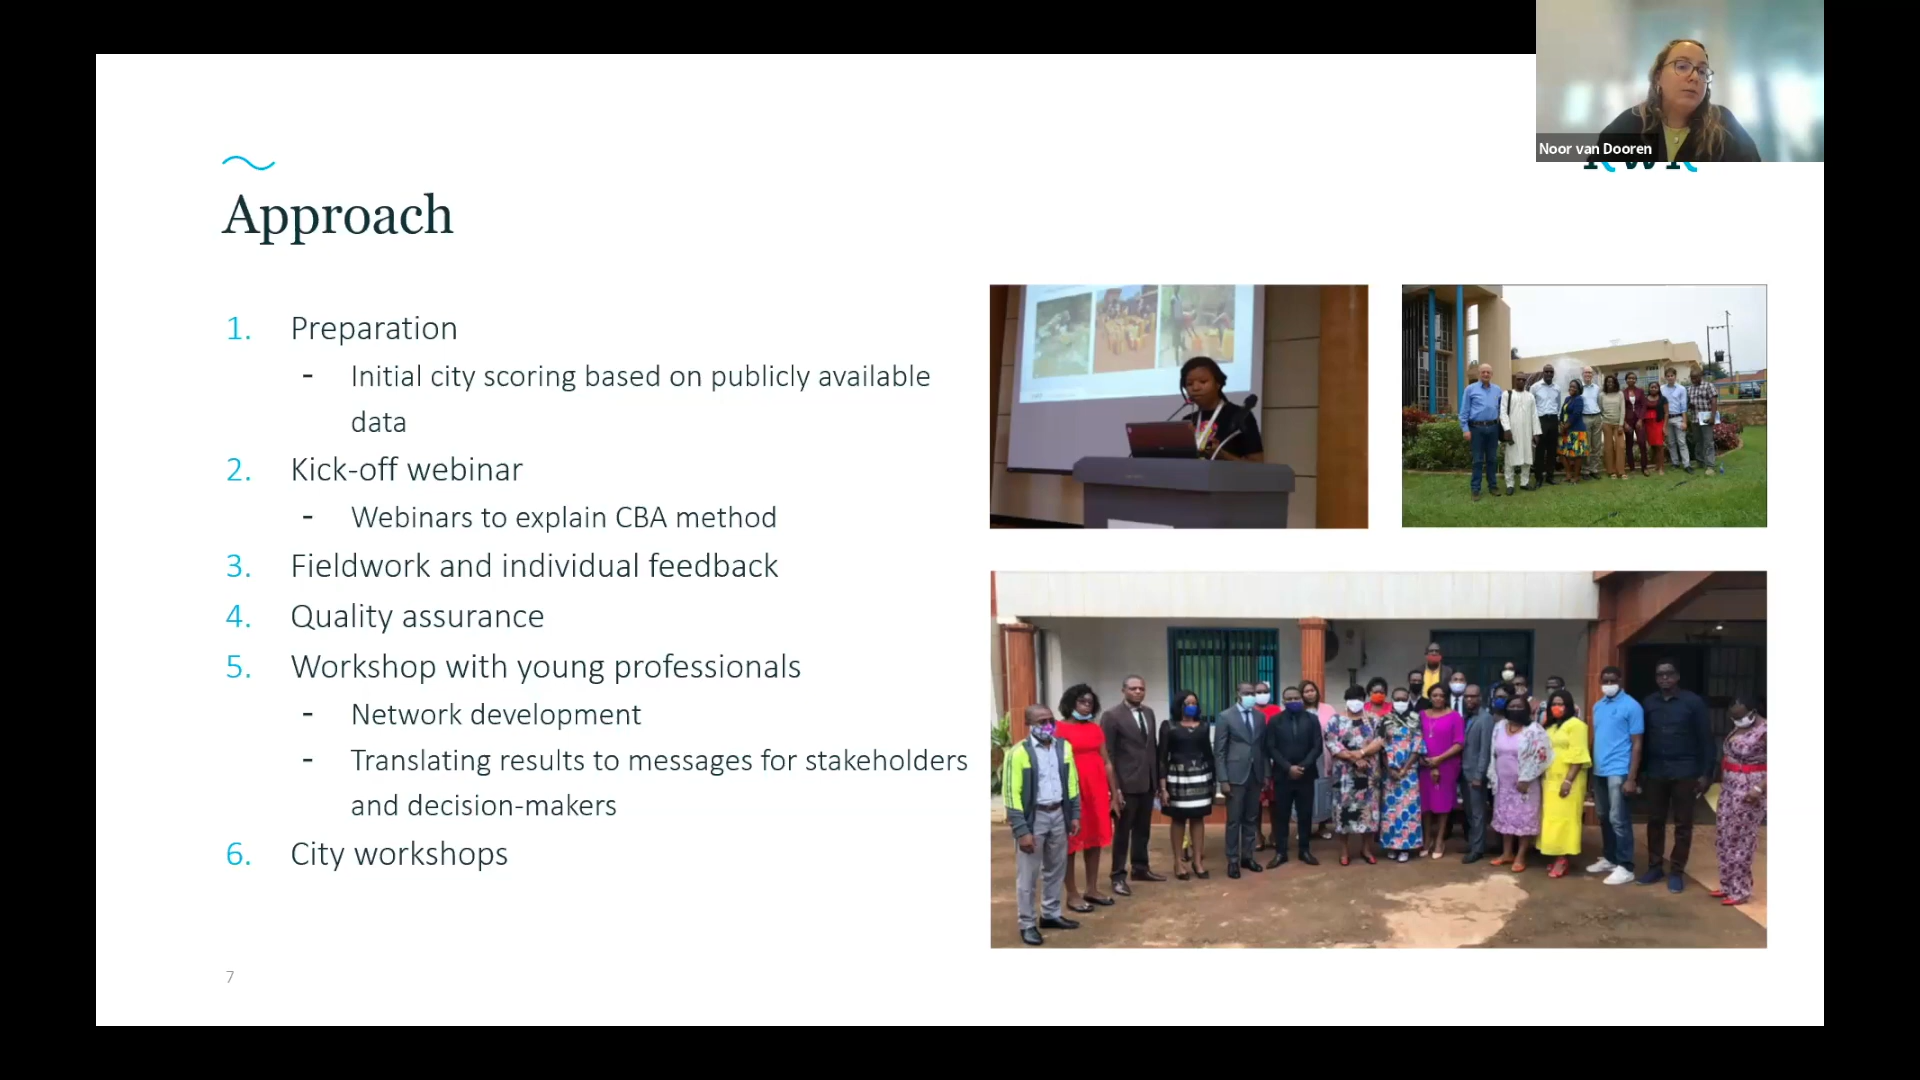 Noor van Dooren
Approach
1. Preparation
- Initial city scoring based on publicly available
data
2. Kick-off webinar
- Webinars to explain CBA method
3. Fieldwork and individual feedback
4. Quality assurance
5. Workshop with young professionals
- Network development
- Translating results to messages for stakeholders
and decision-makers
6. City workshops
7